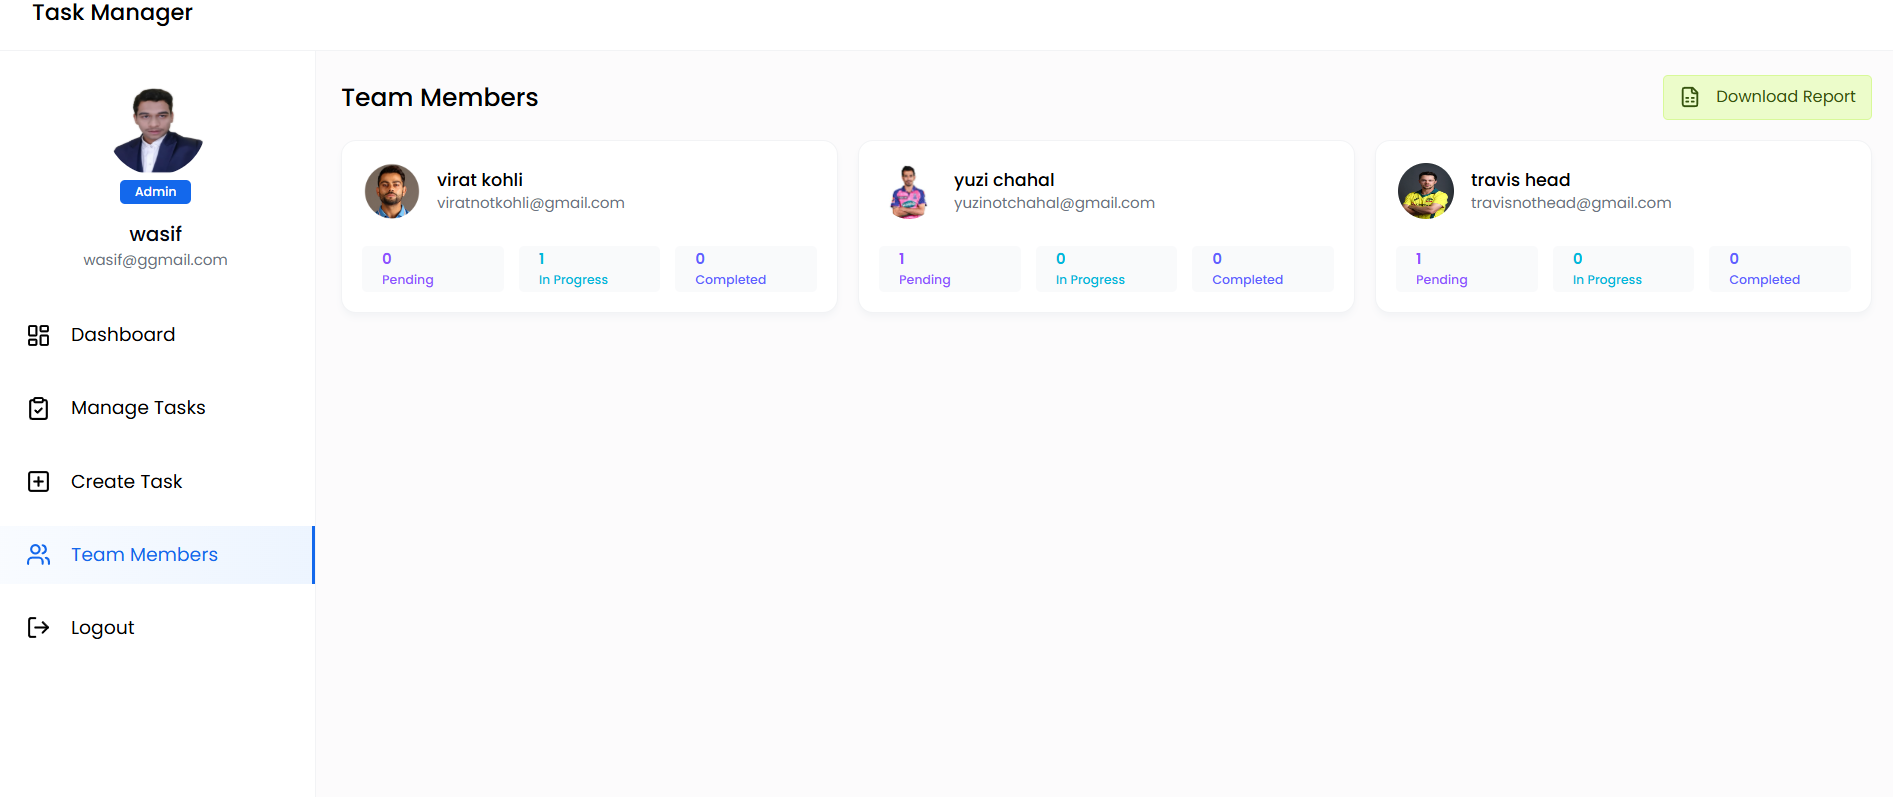 Task Manager
Admin
wasif
wasif@ggmail.com
Dashboard
Manage Tasks
Create Task
Team Members
Logout
Team Members
Download Report
virat kohli
viratnotkohli@gmail.com
0
Pending
1
In Progress
0
Completed
yuzi chahal
yuzinotchahal@gmail.com
1
Pending
0
In Progress
0
Completed
travis head
travisnothead@gmail.com
1
Pending
0
In Progress
0
Completed